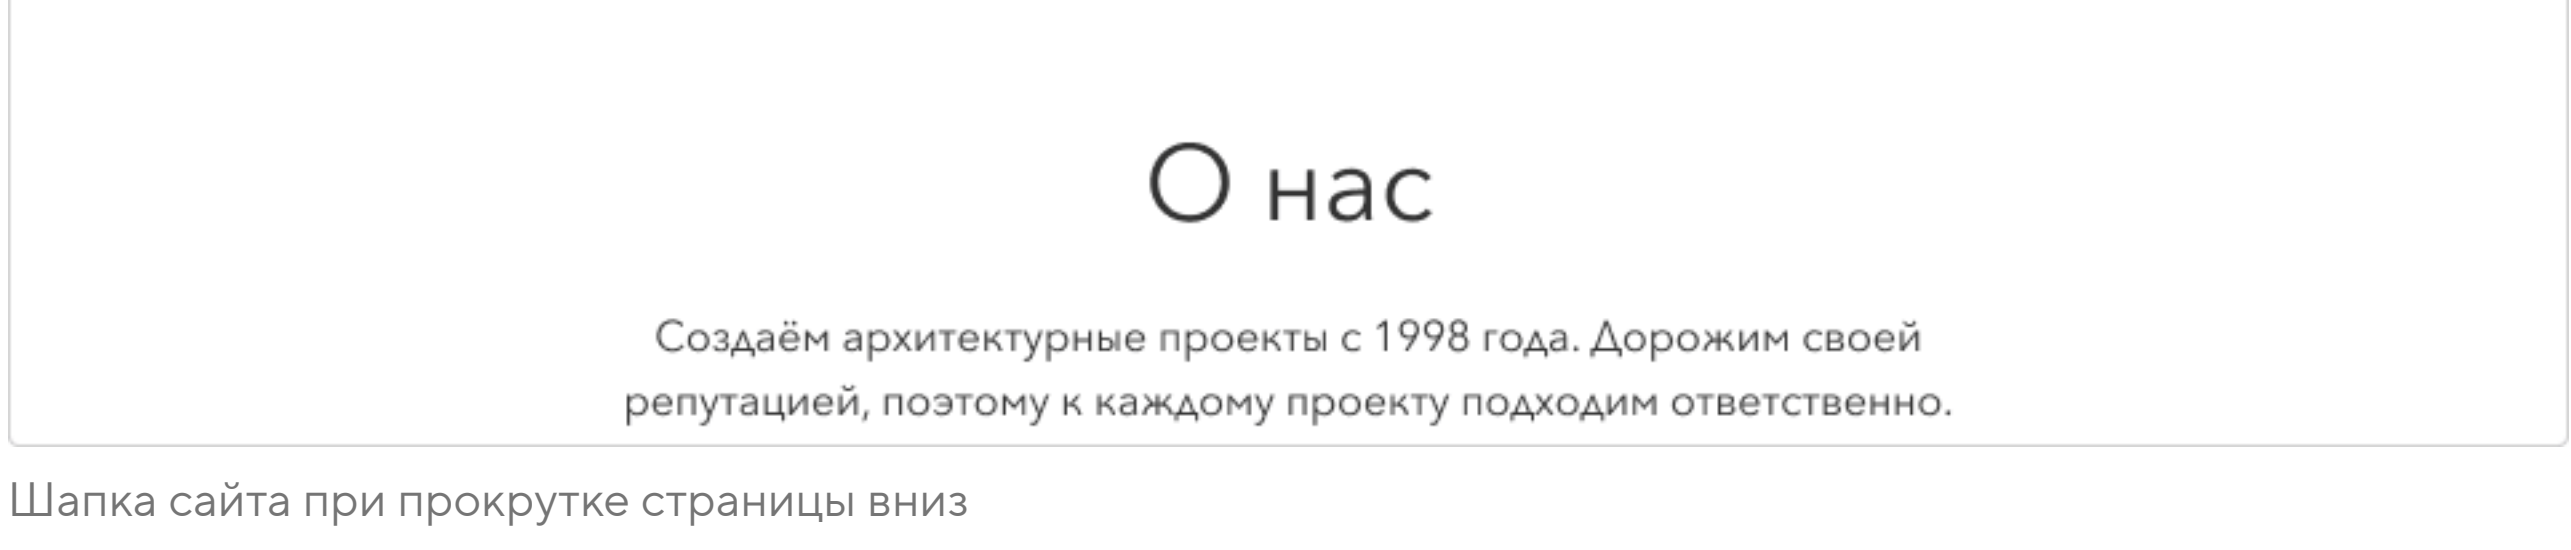 О нас
Создаём архитектурные проекты с 1998 года. Дорожим своей
репутацией, поэтому к каждому проекту подходим ответственно.
Шапка сайта при прокрутке страницы вниз